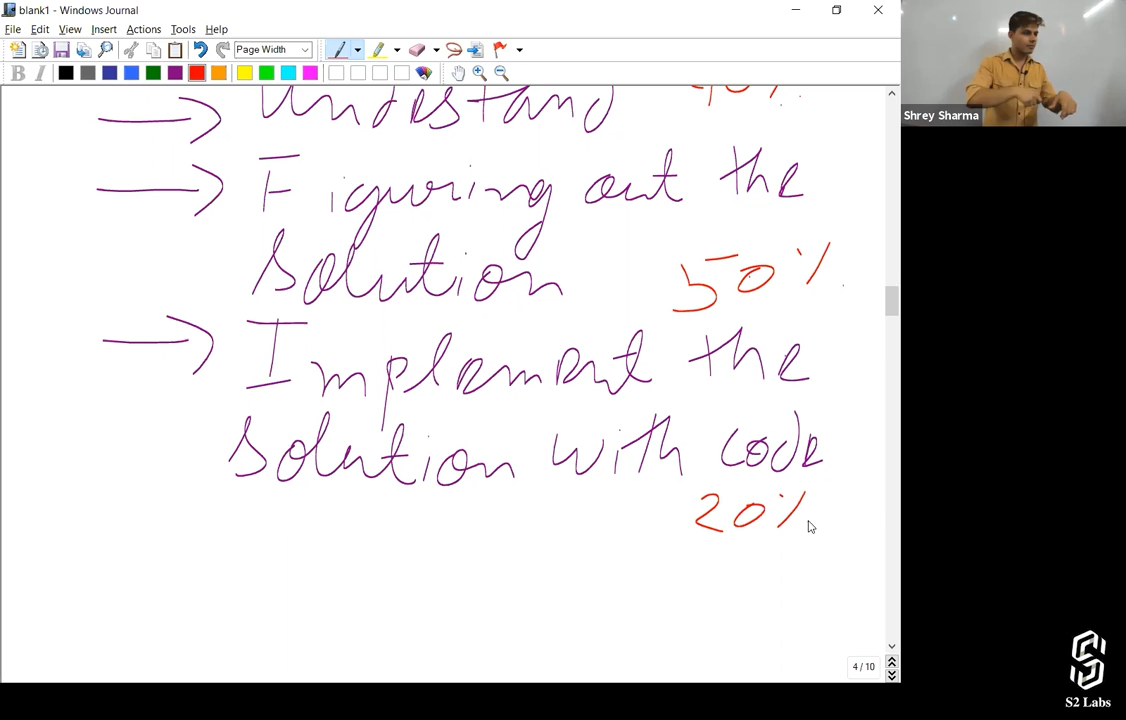 blank1 - Windows Journal
File Edit View Insert Actions Tools Help
Page Width
B I
Understand
→ Figuring out the
solution 50%
→ Implement the
solution with code
20%
4 / 10
Shrey Sharma
S2 Labs